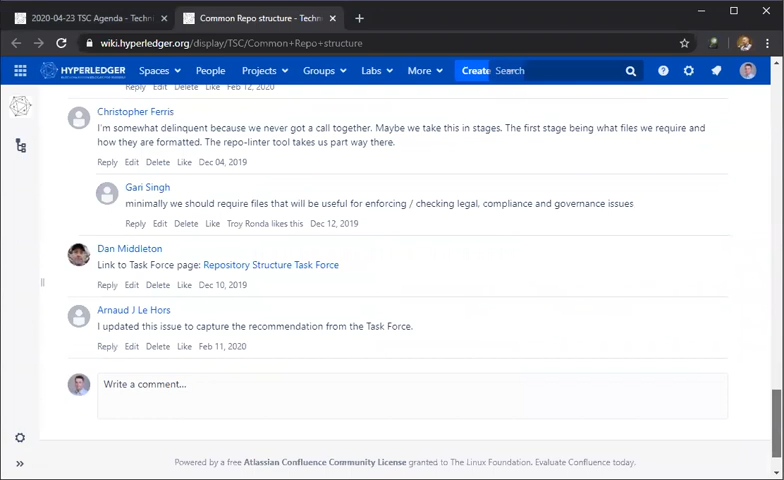 2020-04-23 TSC Agenda - Techni
Common Repo structure - Techn
wiki.hyperledger.org/display/TSC/Common+Repo+structure
HYPERLEDGER
Spaces
People
Projects
Groups
Labs
More
Create
Search
Reply Edit Delete Like Feb 12, 2020
Christopher Ferris
I'm somewhat delinquent because we never got a call together. Maybe we take this in stages. The first stage being what files we require and
how they are formatted. The repo-linter tool takes us part way there.
Reply Edit Delete Like Dec 04, 2019
Gari Singh
minimally we should require files that will be useful for enforcing / checking legal, compliance and governance issues
Reply Edit Delete Like Troy Ronda likes this Dec 12, 2019
Dan Middleton
Link to Task Force page: Repository Structure Task Force
Reply Edit Delete Like Dec 10, 2019
Arnaud J Le Hors
I updated this issue to capture the recommendation from the Task Force.
Reply Edit Delete Like Feb 11, 2020
Write a comment...
Powered by a free Atlassian Confluence Community License granted to The Linux Foundation. Evaluate Confluence today.